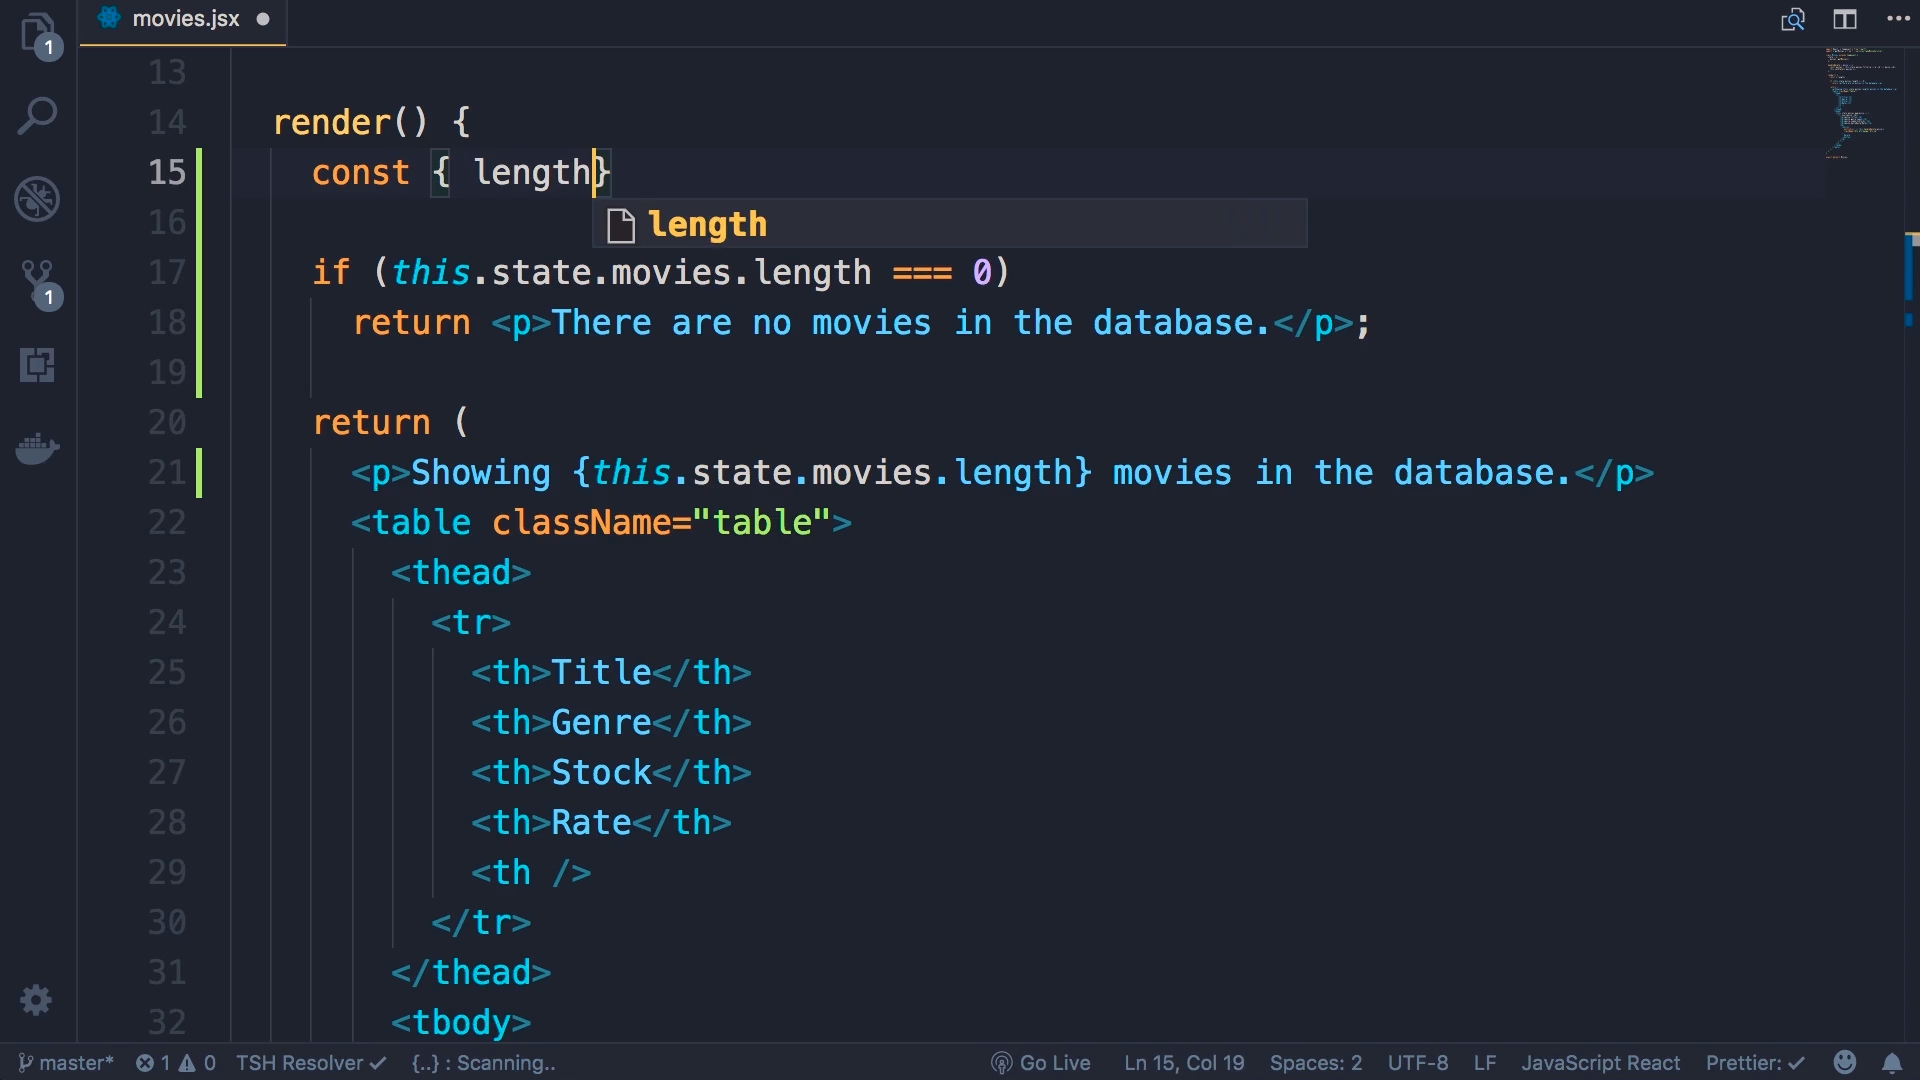 1
movies.jsx
13
14 render() {
15 const { length}
16 length
17 if (this.state.movies.length === 0)
18 return <p>There are no movies in the database.</p>;
19
20 return (
21 <p>Showing {this.state.movies.length} movies in the database.</p>
22 <table className="table">
23 <thead>
24 <tr>
25 <th>Title</th>
26 <th>Genre</th>
27 <th>Stock</th>
28 <th>Rate</th>
29 <th />
30 </tr>
31 </thead>
32 <tbody>
1
master* 1 0 TSH Resolver ✓ {..} : Scanning.. Go Live Ln 15, Col 19 Spaces: 2 UTF-8 LF JavaScript React Prettier: ✓